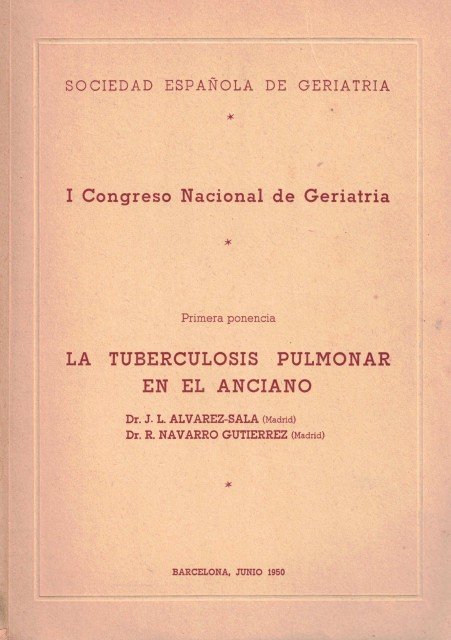 SOCIEDAD ESPAÑOLA DE GERIATRIA
*
I Congreso Nacional de Geriatria
*
Primera ponencia
LA TUBERCULOSIS PULMONAR
EN EL ANCIANO
Dr. J. L. ALVAREZ-SALA (Madrid)
Dr. R. NAVARRO GUTIERREZ (Madrid)
*
BARCELONA, JUNIO 1950